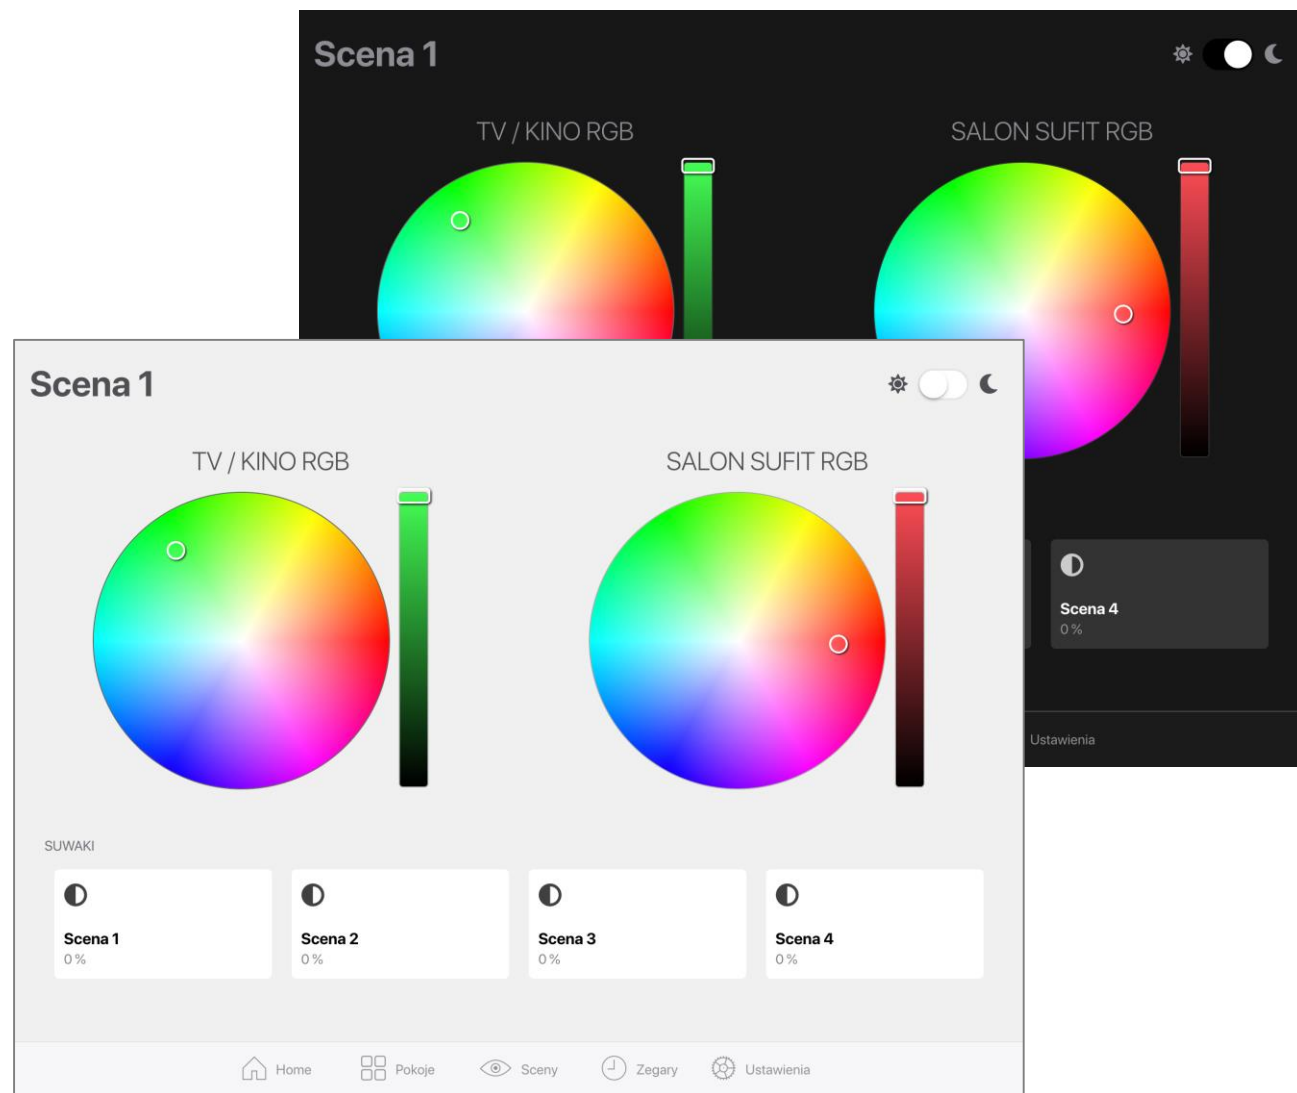 Scena 1
TV / KINO RGB
SALON SUFIT RGB
Scena 4
0 %
Ustawienia
Scena 1
TV / KINO RGB
SALON SUFIT RGB
SUWAKI
Scena 1
0 %
Scena 2
0 %
Scena 3
0 %
Scena 4
0 %
Home
Pokoje
Sceny
Zegary
Ustawienia